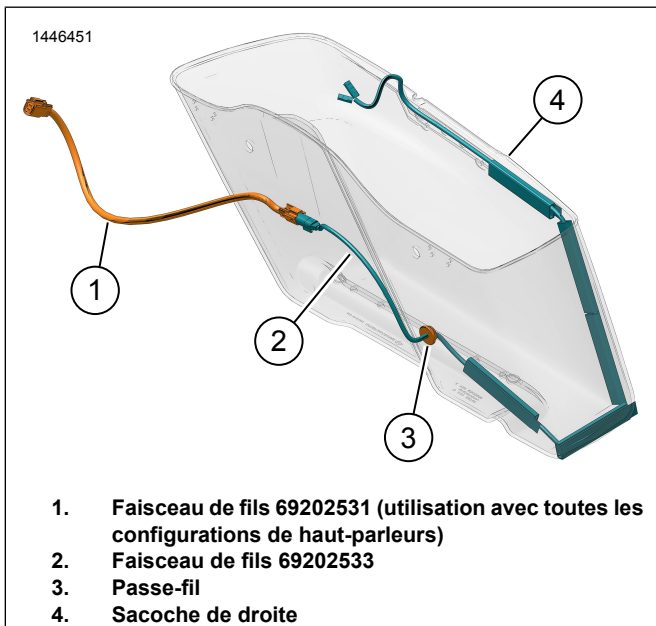 1446451
4
1
2
3
1. Faisceau de fils 69202531 (utilisation avec toutes les
configurations de haut-parleurs)
2. Faisceau de fils 69202533
3. Passe-fil
4. Sacoche de droite